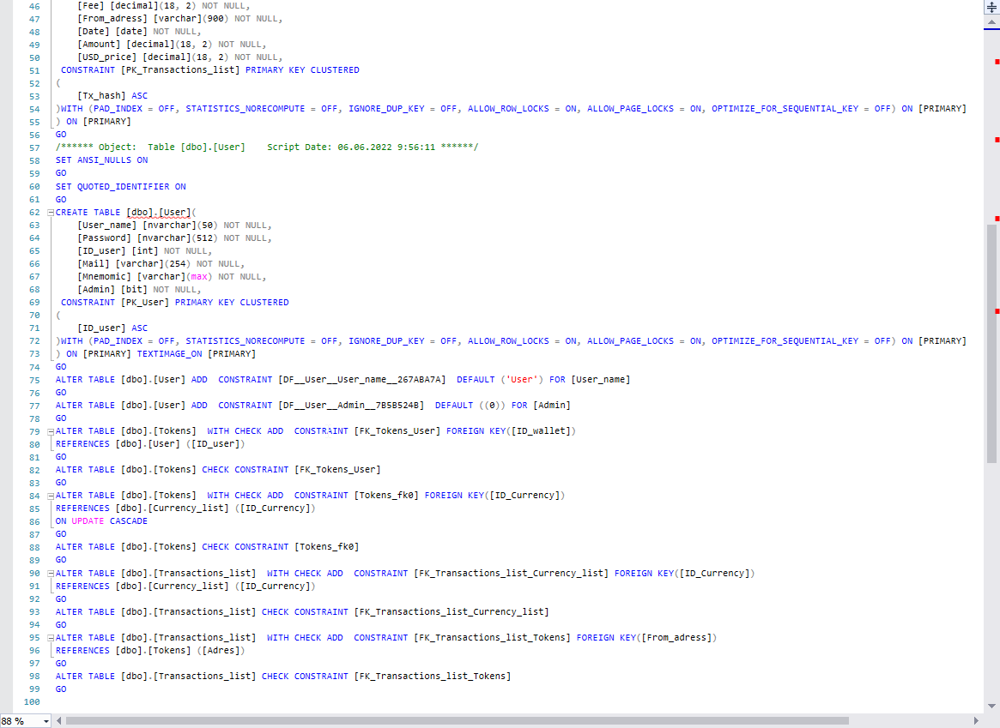 46 [Fee] [decimal](18, 2) NOT NULL,
47 [From_adress] [varchar](900) NOT NULL,
48 [Date] [date] NOT NULL,
49 [Amount] [decimal](18, 2) NOT NULL,
50 [USD_price] [decimal](18, 2) NOT NULL,
51 CONSTRAINT [PK_Transactions_list] PRIMARY KEY CLUSTERED
52 (
53 [Tx_hash] ASC
54 )WITH (PAD_INDEX = OFF, STATISTICS_NORECOMPUTE = OFF, IGNORE_DUP_KEY = OFF, ALLOW_ROW_LOCKS = ON, ALLOW_PAGE_LOCKS = ON, OPTIMIZE_FOR_SEQUENTIAL_KEY = OFF) ON [PRIMARY]
55 ) ON [PRIMARY]
56 GO
57 /****** Object:  Table [dbo].[User]    Script Date: 06.06.2022 9:56:11 ******/
58 SET ANSI_NULLS ON
59 GO
60 SET QUOTED_IDENTIFIER ON
61 GO
62 CREATE TABLE [dbo].[User](
63 [User_name] [nvarchar](50) NOT NULL,
64 [Password] [nvarchar](512) NOT NULL,
65 [ID_user] [int] NOT NULL,
66 [Mail] [varchar](254) NOT NULL,
67 [Mnemomic] [varchar](max) NOT NULL,
68 [Admin] [bit] NOT NULL,
69 CONSTRAINT [PK_User] PRIMARY KEY CLUSTERED
70 (
71 [ID_user] ASC
72 )WITH (PAD_INDEX = OFF, STATISTICS_NORECOMPUTE = OFF, IGNORE_DUP_KEY = OFF, ALLOW_ROW_LOCKS = ON, ALLOW_PAGE_LOCKS = ON, OPTIMIZE_FOR_SEQUENTIAL_KEY = OFF) ON [PRIMARY]
73 ) ON [PRIMARY] TEXTIMAGE_ON [PRIMARY]
74 GO
75 ALTER TABLE [dbo].[User] ADD  CONSTRAINT [DF__User__User_name__267ABA7A]  DEFAULT ('User') FOR [User_name]
76 GO
77 ALTER TABLE [dbo].[User] ADD  CONSTRAINT [DF__User__Admin__7B5B524B]  DEFAULT ((0)) FOR [Admin]
78 GO
79 ALTER TABLE [dbo].[Tokens]  WITH CHECK ADD  CONSTRAINT [FK_Tokens_User] FOREIGN KEY([ID_wallet])
80 REFERENCES [dbo].[User] ([ID_user])
81 GO
82 ALTER TABLE [dbo].[Tokens] CHECK CONSTRAINT [FK_Tokens_User]
83 GO
84 ALTER TABLE [dbo].[Tokens]  WITH CHECK ADD  CONSTRAINT [Tokens_fk0] FOREIGN KEY([ID_Currency])
85 REFERENCES [dbo].[Currency_list] ([ID_Currency])
86 ON UPDATE CASCADE
87 GO
88 ALTER TABLE [dbo].[Tokens] CHECK CONSTRAINT [Tokens_fk0]
89 GO
90 ALTER TABLE [dbo].[Transactions_list]  WITH CHECK ADD  CONSTRAINT [FK_Transactions_list_Currency_list] FOREIGN KEY([ID_Currency])
91 REFERENCES [dbo].[Currency_list] ([ID_Currency])
92 GO
93 ALTER TABLE [dbo].[Transactions_list] CHECK CONSTRAINT [FK_Transactions_list_Currency_list]
94 GO
95 ALTER TABLE [dbo].[Transactions_list]  WITH CHECK ADD  CONSTRAINT [FK_Transactions_list_Tokens] FOREIGN KEY([From_adress])
96 REFERENCES [dbo].[Tokens] ([Adres])
97 GO
98 ALTER TABLE [dbo].[Transactions_list] CHECK CONSTRAINT [FK_Transactions_list_Tokens]
99 GO
100
88 %